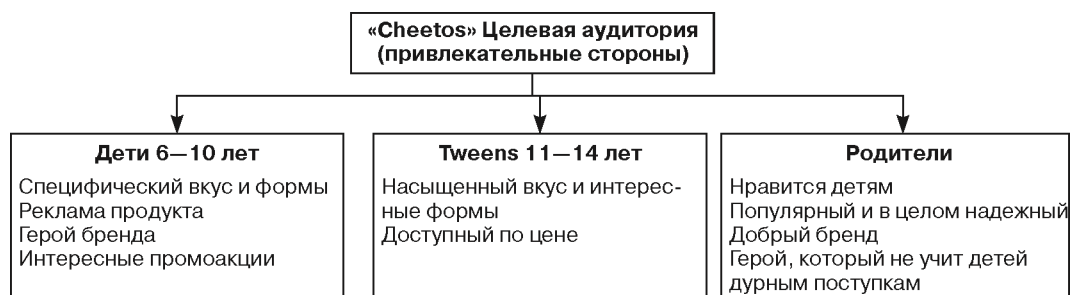 «Cheetos» Целевая аудитория
(привлекательные стороны)
Дети 6—10 лет
Специфический вкус и формы
Реклама продукта
Герой бренда
Интересные промоакции
Tweens 11—14 лет
Насыщенный вкус и интерес-
ные формы
Доступный по цене
Родители
Нравится детям
Популярный и в целом надежный
Добрый бренд
Герой, который не учит детей
дурным поступкам